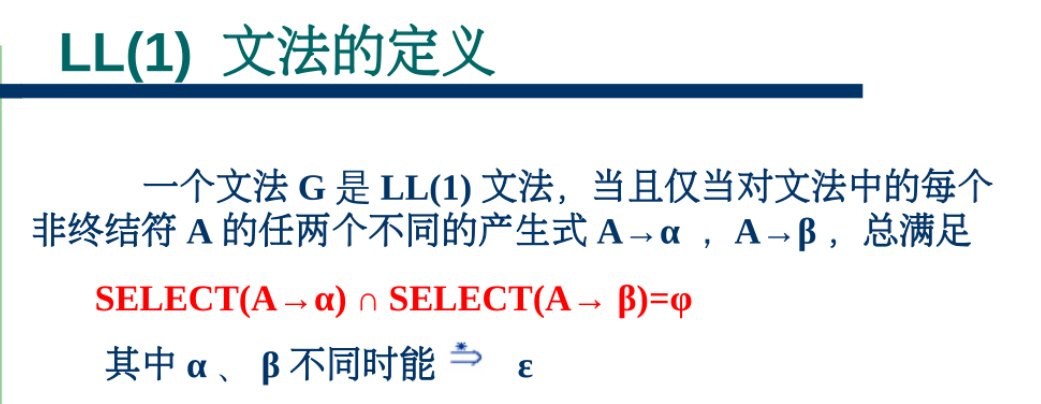 LL(1) 文法的定义
一个文法 G 是 LL(1) 文法，当且仅当对文法中的每个
非终结符 A 的任两个不同的产生式 A→α ，A→β ，总满足
SELECT(A→α) ∩ SELECT(A→ β)=φ
其中 α 、 β 不同时能 *⇒ ε